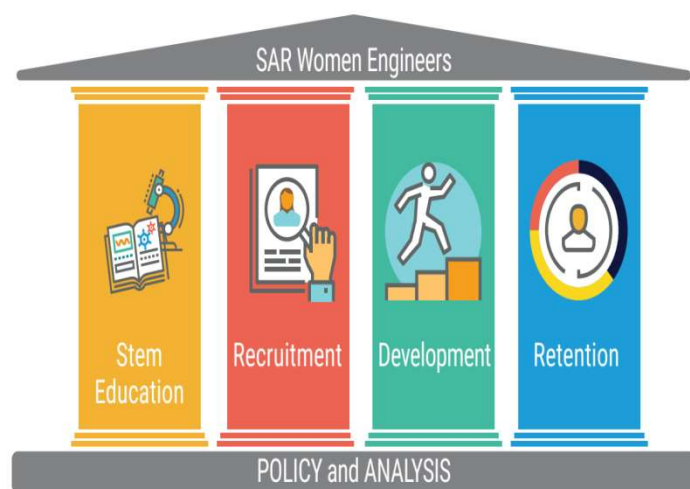 SAR Women Engineers
Stem
Education
Recruitment
Development
Retention
POLICY and ANALYSIS